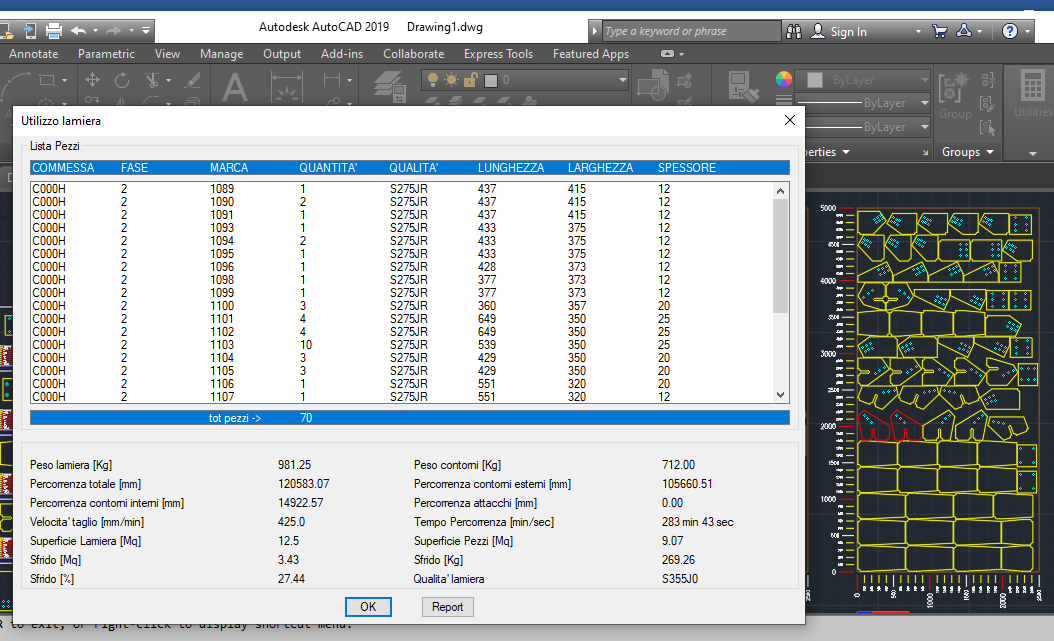 Autodesk AutoCAD 2019 Drawing1.dwg
Type a keyword or phrase
Sign In
Annotate Parametric View Manage Output Add-ins Collaborate Express Tools Featured Apps
0
ByLayer
ByLayer
ByLayer
Group
Utilities
perties
Groups
Utilizzo lamiera
Lista Pezzi
COMMESSA FASE MARCA QUANTITA' QUALITA' LUNGHEZZA LARGHEZZA SPESSORE
C000H 2 1089 1 S275JR 437 415 12
C000H 2 1090 2 S275JR 437 415 12
C000H 2 1091 1 S275JR 437 415 12
C000H 2 1093 1 S275JR 433 375 12
C000H 2 1094 2 S275JR 433 375 12
C000H 2 1095 1 S275JR 433 375 12
C000H 2 1096 1 S275JR 428 373 12
C000H 2 1098 1 S275JR 377 373 12
C000H 2 1099 1 S275JR 377 373 12
C000H 2 1100 3 S275JR 360 357 20
C000H 2 1101 4 S275JR 649 350 25
C000H 2 1102 4 S275JR 649 350 25
C000H 2 1103 10 S275JR 539 350 25
C000H 2 1104 3 S275JR 429 350 20
C000H 2 1105 3 S275JR 429 350 20
C000H 2 1106 1 S275JR 551 320 12
C000H 2 1107 1 S275JR 551 320 12
tot pezzi -> 70
Peso lamiera [Kg] 981.25 Peso contorni [Kg] 712.00
Percorrenza totale [mm] 120583.07 Percorrenza contorni esterni [mm] 105660.51
Percorrenza contorni interni [mm] 14922.57 Percorrenza attacchi [mm] 0.00
Velocita' taglio [mm/min] 425.0 Tempo Percorrenza [min/sec] 283 min 43 sec
Superficie Lamiera [Mq] 12.5 Superficie Pezzi [Mq] 9.07
Sfrido [Mq] 3.43 Sfrido [Kg] 269.26
Sfrido [%] 27.44 Qualita' lamiera S355J0
OK Report
to exit, or right-click to display shortcut menu.
5000
4500
4000
3500
3000
2500
2000
1500
1000
500
0
0 500 1000 1500 2000 2500